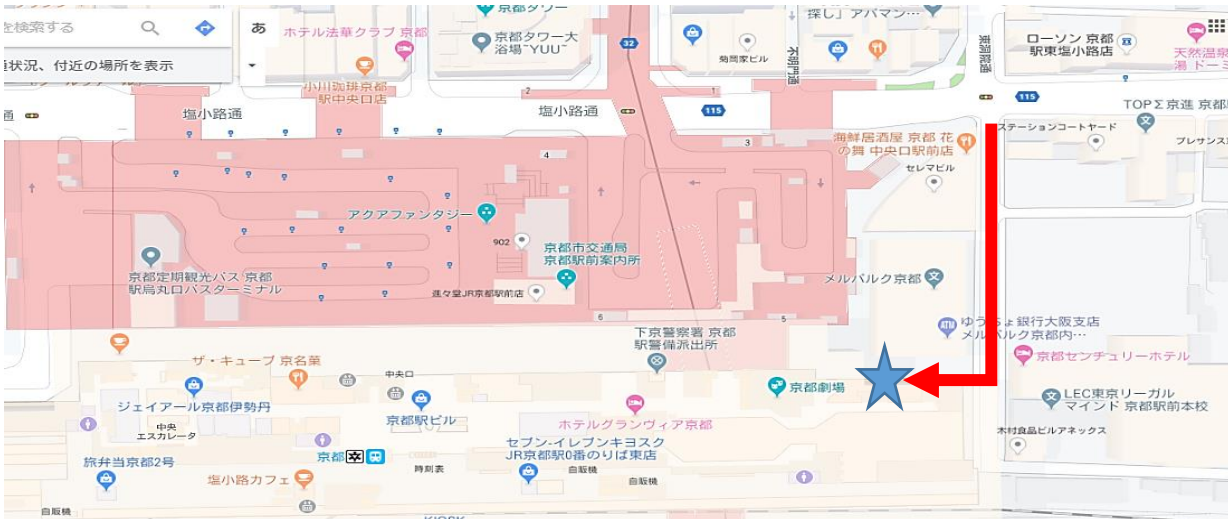 を検索する
あ
ホテル法華クラブ 京都
京都タワー
京都タワー大
浴場~YUU~
32
菊岡家ビル
探し」アパマン…
不明門通
東洞院通
ローソン 京都
駅東塩小路店
天然温泉
湯 ドーミ
状況、付近の場所を表示
小川珈琲京都
駅中央口店
2
1
115
115
TOPΣ京進 京都
通
塩小路通
塩小路通
ステーションコートヤード
プレサンス
海鮮居酒屋 京都 花
の舞 中央口駅前店
セレマビル
3
4
アクアファンタジー
902
京都市交通局
京都駅前案内所
京都定期観光バス 京都
駅烏丸口バスターミナル
進々堂JR京都駅前店
メルパルク京都
6
5
下京警察署 京都
駅警備派出所
ATM
ゆうちょ銀行大阪支店
メルパルク京都内…
京都センチュリーホテル
ザ・キューブ 京名菓
中央口
京都劇場
ジェイアール京都伊勢丹
京都駅ビル
ホテルグランヴィア京都
LEC東京リーガル
マインド 京都駅前本校
中央
エスカレータ
木村食品ビルアネックス
セブン-イレブンキヨスク
JR京都駅0番のりば東店
旅弁当京都2号
京都
時刻表
自販機
塩小路カフェ
自販機
自販機
KIOSK